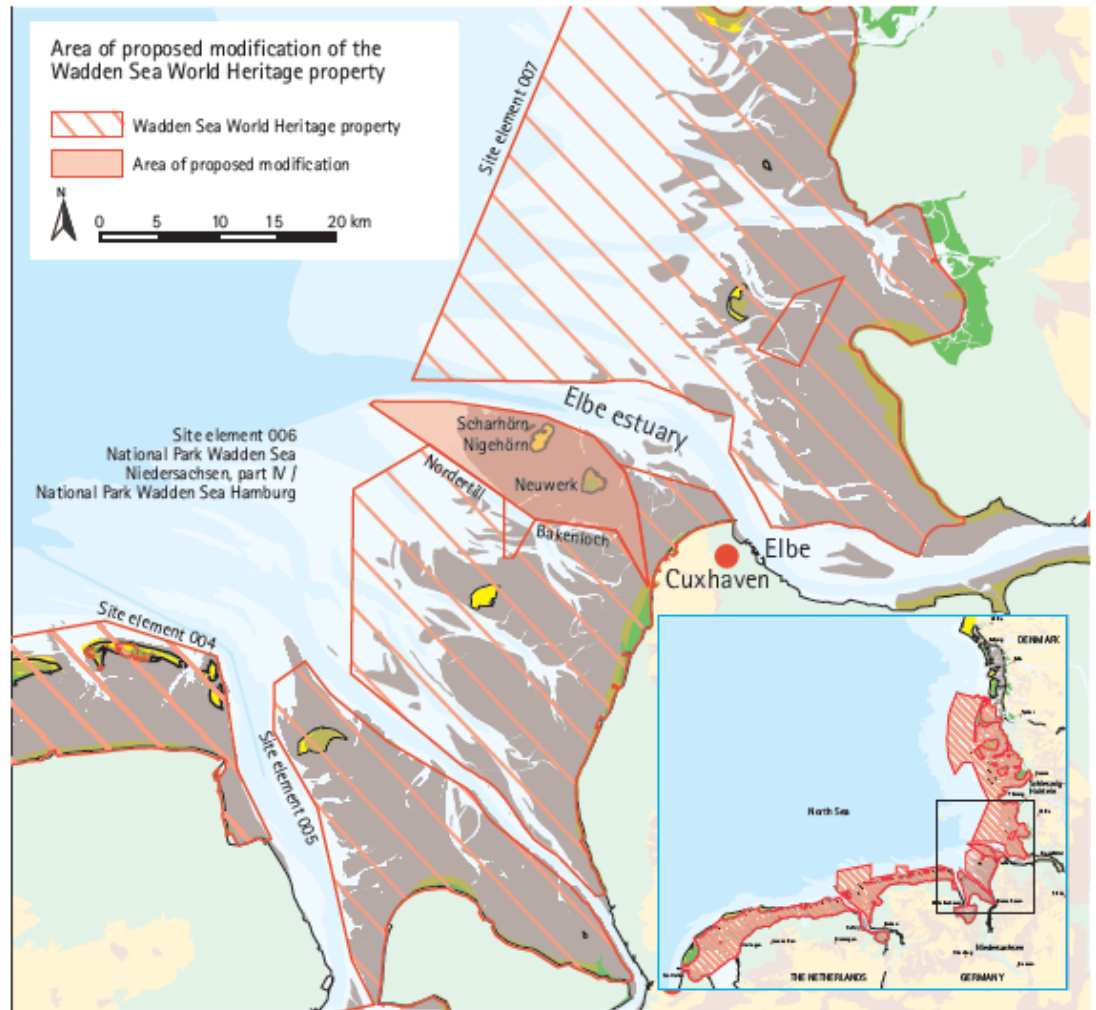 Area of proposed modification of the
Wadden Sea World Heritage property
Wadden Sea World Heritage property
Area of proposed modification
N
0 5 10 15 20 km
Site element 007
Elbe estuary
Scharhörn
Nigehörn
Neuwerk
Site element 006
National Park Wadden Sea
Niedersachsen, part IV /
National Park Wadden Sea Hamburg
Nordertill
Bakenloch
Elbe
Cuxhaven
Site element 004
Site element 005
DENMARK
Schleswig-
Holstein
North Sea
Niedersachsen
THE NETHERLANDS
GERMANY